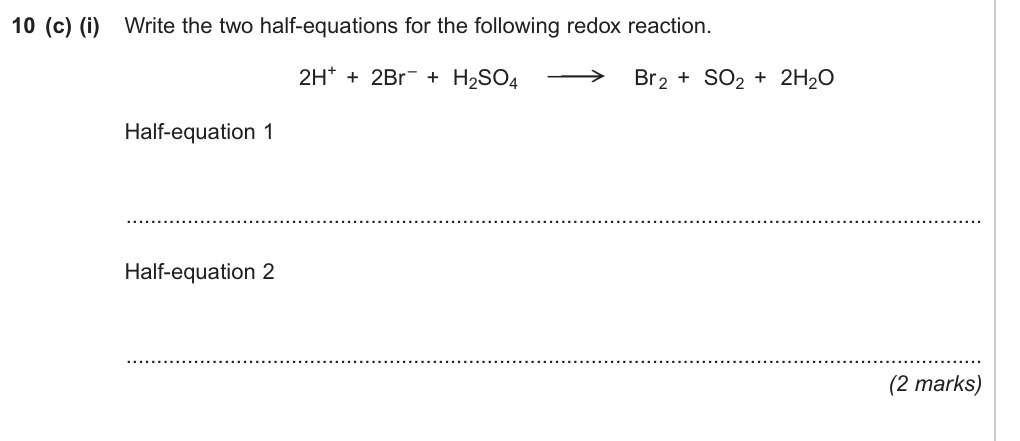 10 (c) (i) Write the two half-equations for the following redox reaction.
2H⁺ + 2Br⁻ + H₂SO₄ ⟶ Br₂ + SO₂ + 2H₂O
Half-equation 1
Half-equation 2
(2 marks)